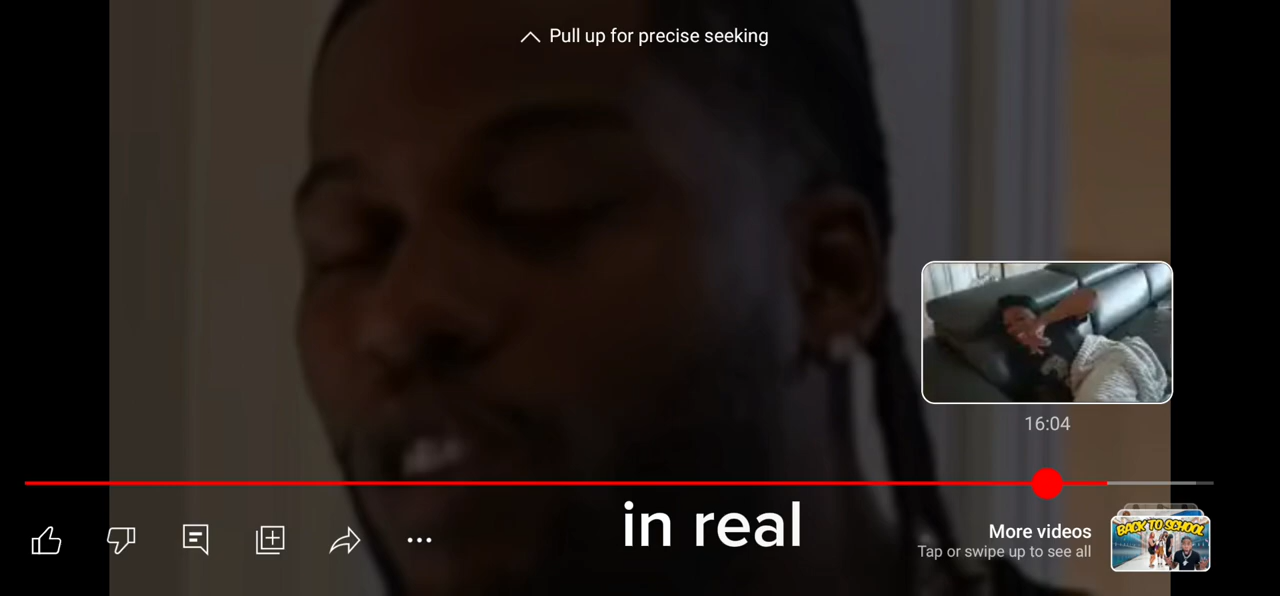 Pull up for precise seeking
16:04
in real
More videos
Tap or swipe up to see all
BACK TO SCHOOL